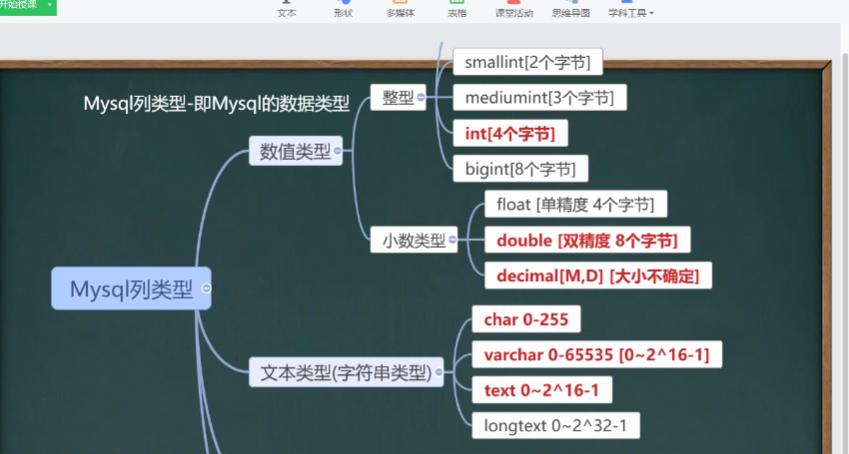 开始授课
文本
形状
多媒体
表格
课堂活动
思维导图
学科工具
Mysql列类型-即Mysql的数据类型
Mysql列类型
数值类型
整型
smallint[2个字节]
mediumint[3个字节]
int[4个字节]
bigint[8个字节]
小数类型
float [单精度 4个字节]
double [双精度 8个字节]
decimal[M,D] [大小不确定]
文本类型(字符串类型)
char 0-255
varchar 0-65535 [0~2^16-1]
text 0~2^16-1
longtext 0~2^32-1